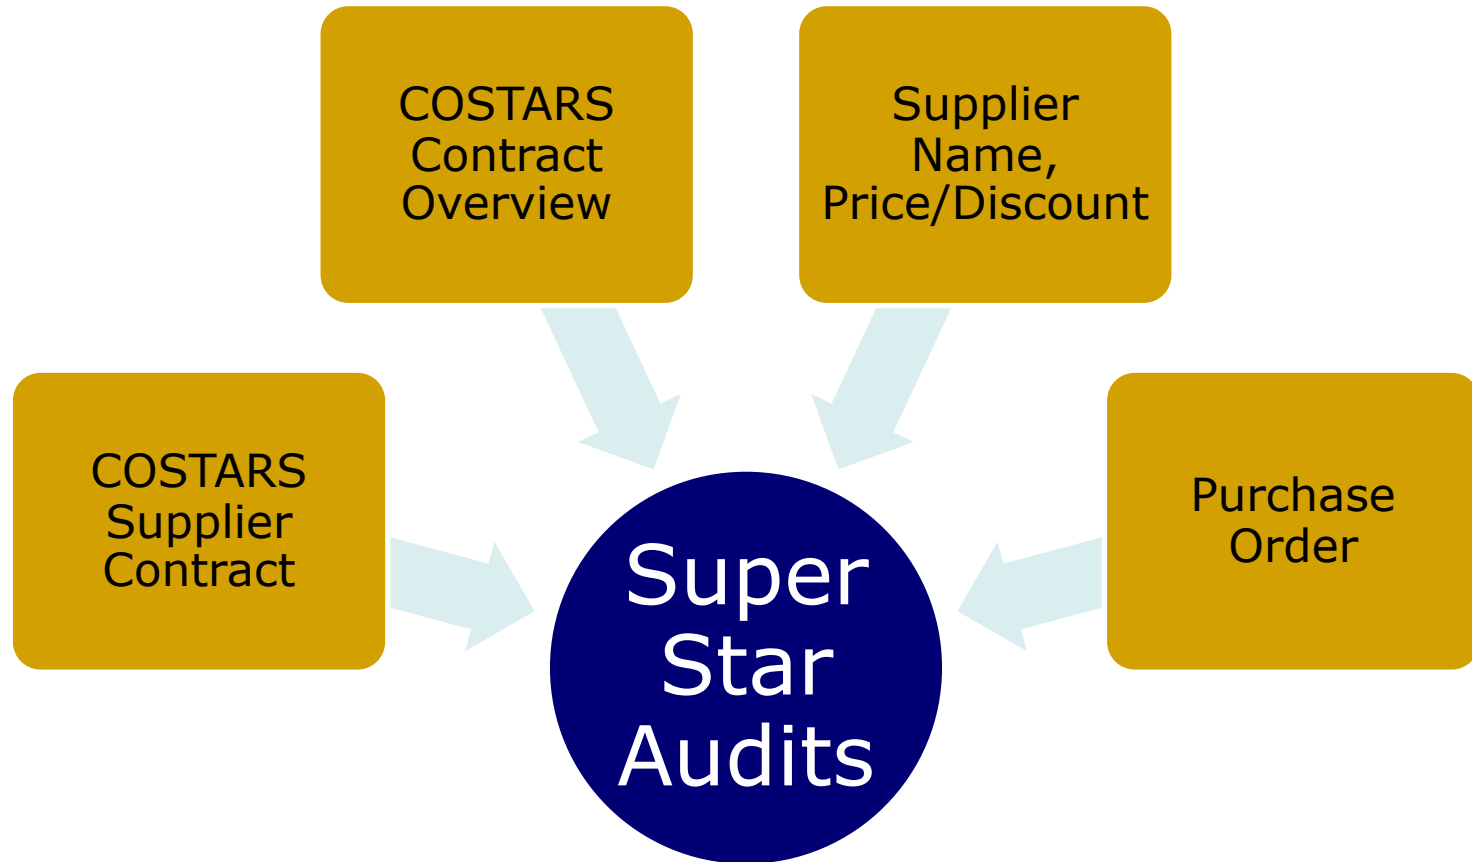 COSTARS
Contract
Overview
Supplier
Name,
Price/Discount
COSTARS
Supplier
Contract
Purchase
Order
Super
Star
Audits